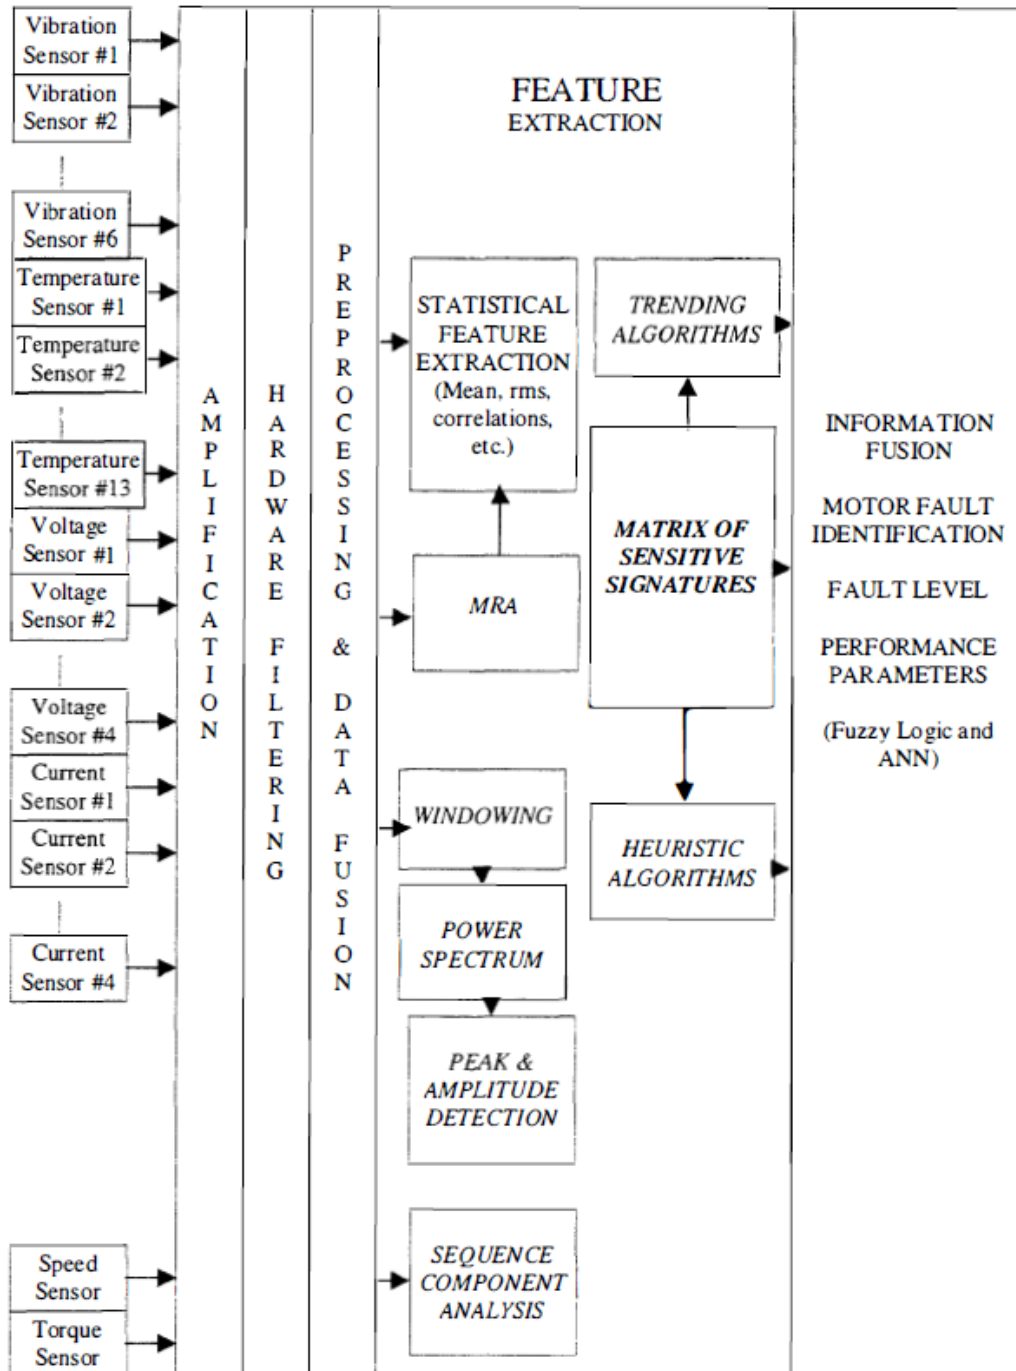 Vibration
Sensor #1
Vibration
Sensor #2
Vibration
Sensor #6
Temperature
Sensor #1
Temperature
Sensor #2
Temperature
Sensor #13
Voltage
Sensor #1
Voltage
Sensor #2
Voltage
Sensor #4
Current
Sensor #1
Current
Sensor #2
Current
Sensor #4
Speed
Sensor
Torque
Sensor
AMPLIFICATION
HARDWARE FILTERING
PREPROCESSING & DATA FUSION
FEATURE
EXTRACTION
STATISTICAL
FEATURE
EXTRACTION
(Mean, rms,
correlations,
etc.)
MRA
WINDOWING
POWER
SPECTRUM
PEAK &
AMPLITUDE
DETECTION
SEQUENCE
COMPONENT
ANALYSIS
TRENDING
ALGORITHMS
MATRIX OF
SENSITIVE
SIGNATURES
HEURISTIC
ALGORITHMS
INFORMATION
FUSION
MOTOR FAULT
IDENTIFICATION
FAULT LEVEL
PERFORMANCE
PARAMETERS
(Fuzzy Logic and
ANN)